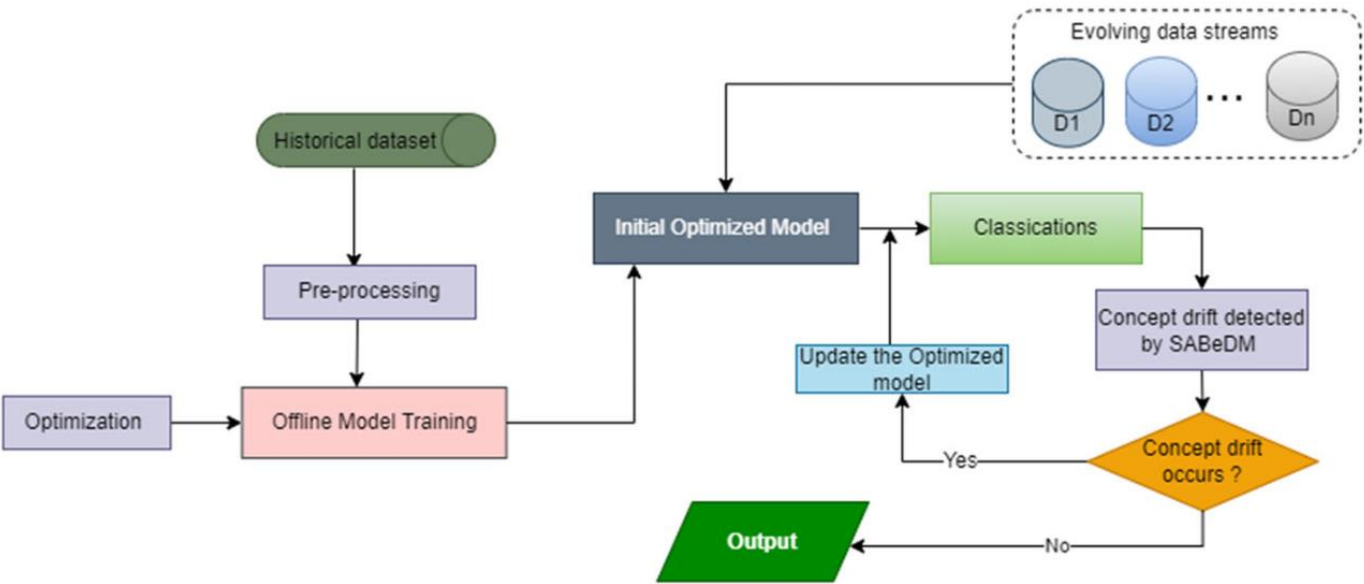 Evolving data streams
D1
D2
...
Dn
Historical dataset
Initial Optimized Model
Classications
Pre-processing
Concept drift detected
by SABeDM
Update the Optimized
model
Optimization
Offline Model Training
Concept drift
occurs ?
Yes
Output
No